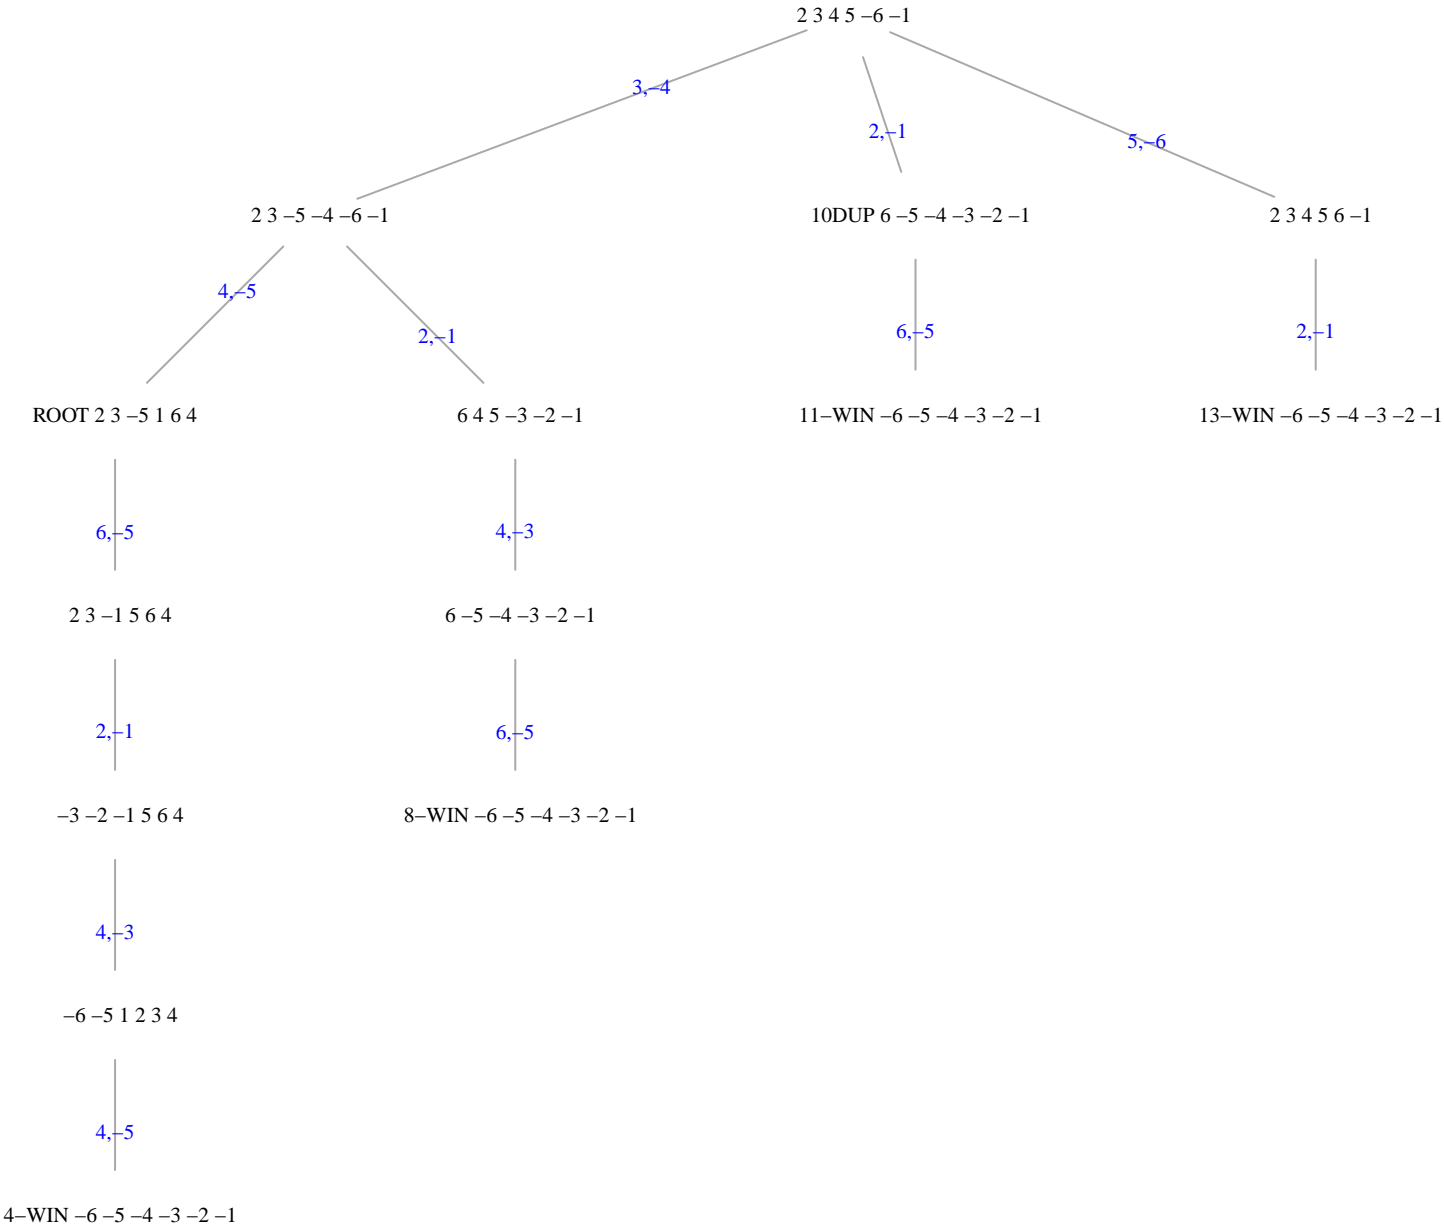 2 3 4 5 –6 –1
3,–4
2,–1
5,–6
2 3 –5 –4 –6 –1
10DUP 6 –5 –4 –3 –2 –1
2 3 4 5 6 –1
4,–5
2,–1
6,–5
2,–1
ROOT 2 3 –5 1 6 4
6 4 5 –3 –2 –1
11–WIN –6 –5 –4 –3 –2 –1
13–WIN –6 –5 –4 –3 –2 –1
6,–5
4,–3
2 3 –1 5 6 4
6 –5 –4 –3 –2 –1
2,–1
6,–5
–3 –2 –1 5 6 4
8–WIN –6 –5 –4 –3 –2 –1
4,–3
–6 –5 1 2 3 4
4,–5
4–WIN –6 –5 –4 –3 –2 –1